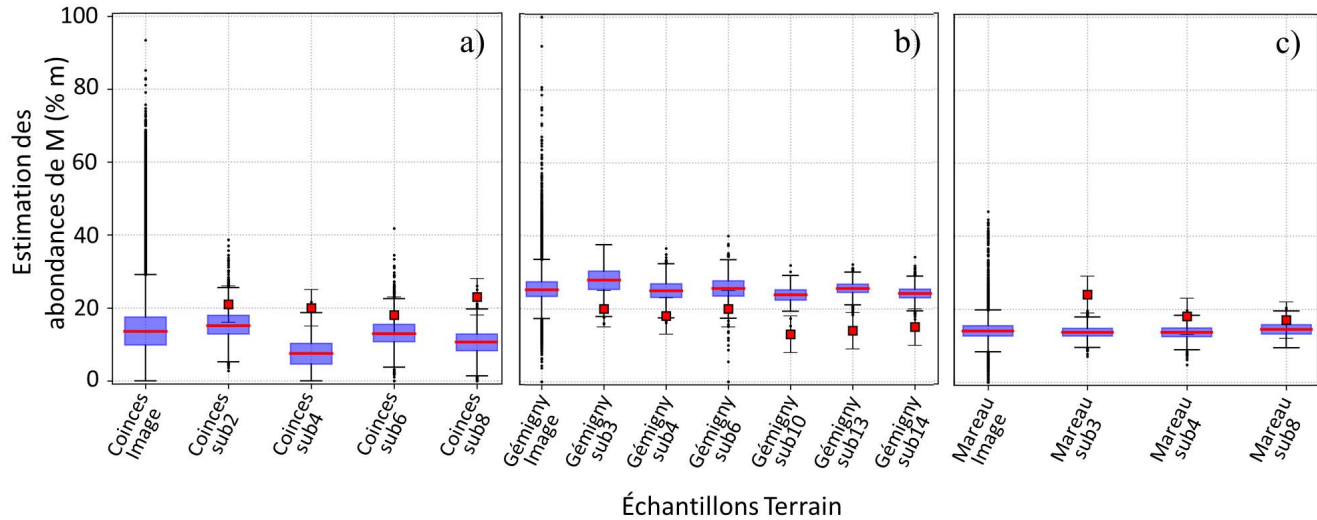 Estimation des
abondances de M (% m)
100
80
60
40
20
0
a)
b)
c)
Coinces
Image
Coinces
sub2
Coinces
sub4
Coinces
sub6
Coinces
sub8
Gémigny
Image
Gémigny
sub3
Gémigny
sub4
Gémigny
sub6
Gémigny
sub10
Gémigny
sub13
Gémigny
sub14
Mareau
Image
Mareau
sub3
Mareau
sub4
Mareau
sub8
Échantillons Terrain